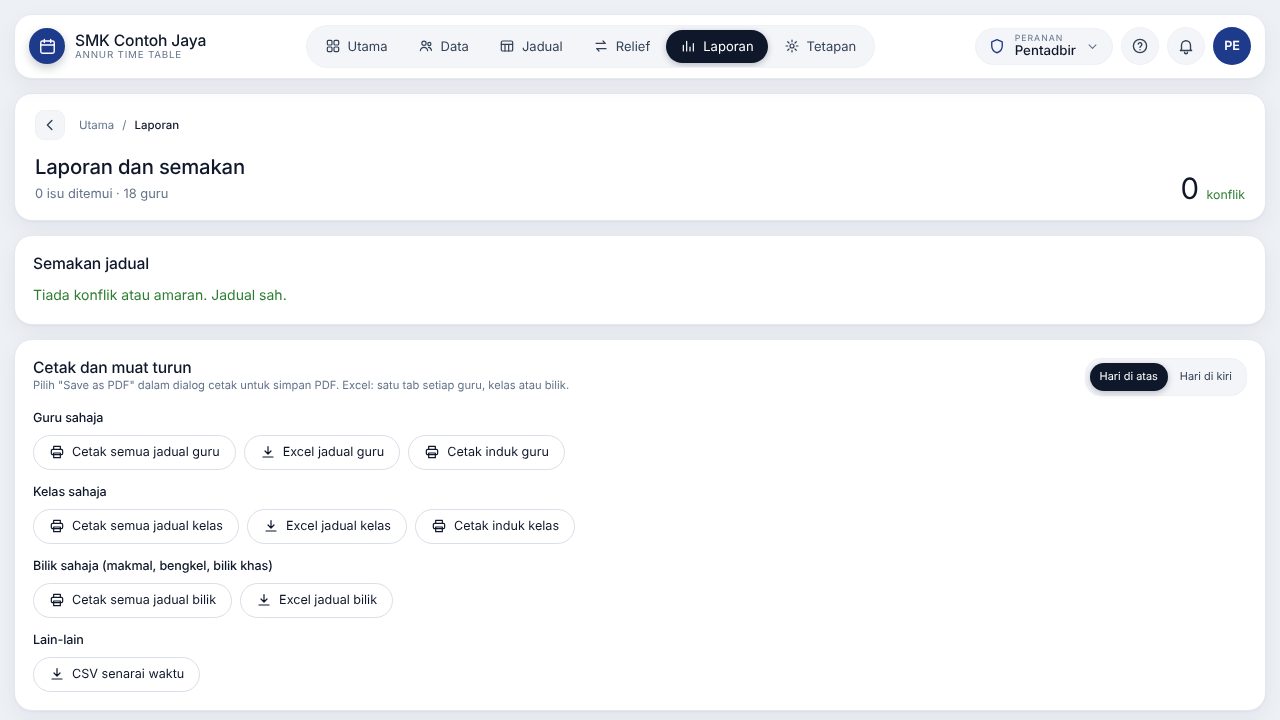 SMK Contoh Jaya
ANNUR TIME TABLE
Utama
Data
Jadual
Relief
Laporan
Tetapan
PERANAN
Pentadbir
PE
Utama / Laporan
Laporan dan semakan
0 isu ditemui · 18 guru
0 konflik
Semakan jadual
Tiada konflik atau amaran. Jadual sah.
Cetak dan muat turun
Pilih "Save as PDF" dalam dialog cetak untuk simpan PDF. Excel: satu tab setiap guru, kelas atau bilik.
Hari di atas
Hari di kiri
Guru sahaja
Cetak semua jadual guru
Excel jadual guru
Cetak induk guru
Kelas sahaja
Cetak semua jadual kelas
Excel jadual kelas
Cetak induk kelas
Bilik sahaja (makmal, bengkel, bilik khas)
Cetak semua jadual bilik
Excel jadual bilik
Lain-lain
CSV senarai waktu